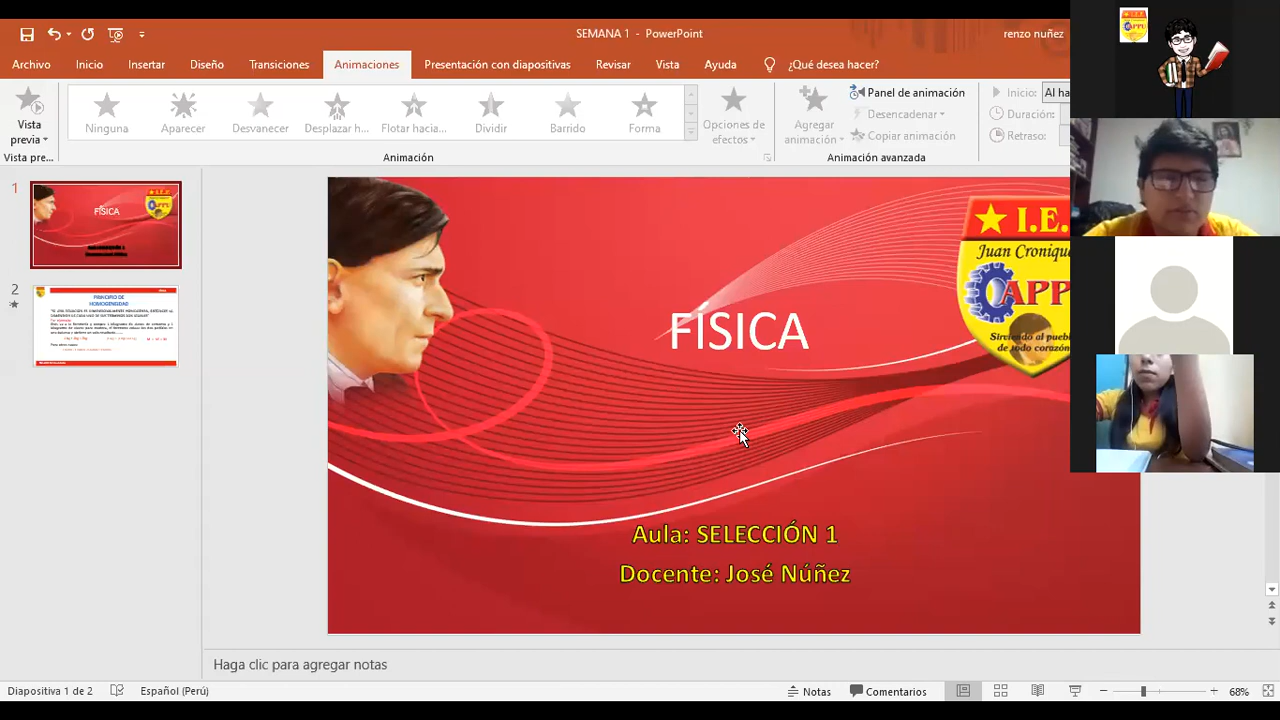 SEMANA 1 - PowerPoint
renzo nuñez
Archivo Inicio Insertar Diseño Transiciones Animaciones Presentación con diapositivas Revisar Vista Ayuda ¿Qué desea hacer?
Vista previa
Vista pre...
Ninguna Aparecer Desvanecer Desplazar h... Flotar hacia... Dividir Barrido Forma
Animación
Opciones de efectos
Agregar animación
Panel de animación
Desencadenar
Copiar animación
Animación avanzada
Inicio: Al ha
Duración:
Retraso:
1
FÍSICA
2
PRINCIPIO DE
HOMOGENEIDAD
I.E.
Juan Croniqu
APPU
Sirviendo al puebl
de todo corazón
FÍSICA
Aula: SELECCIÓN 1
Docente: José Núñez
Haga clic para agregar notas
Diapositiva 1 de 2 Español (Perú) Notas Comentarios 68%